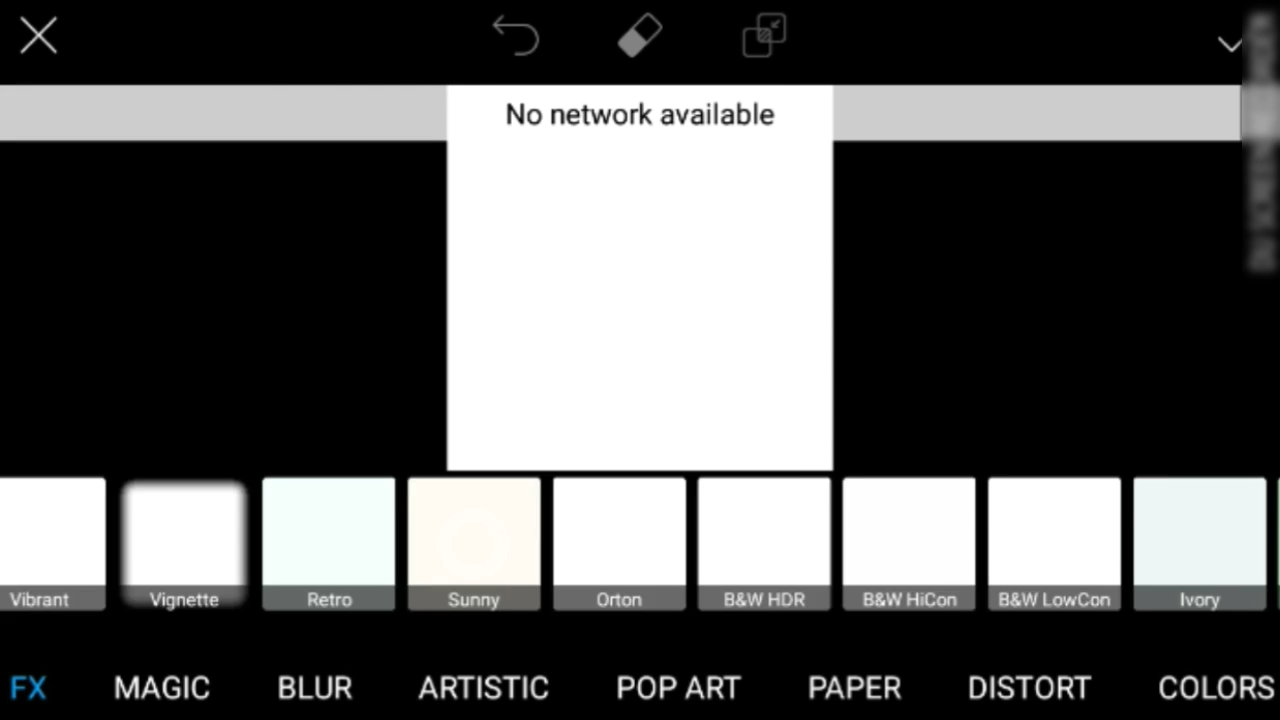 No network available
Vibrant
Vignette
Retro
Sunny
Orton
B&W HDR
B&W HiCon
B&W LowCon
Ivory
FX
MAGIC
BLUR
ARTISTIC
POP ART
PAPER
DISTORT
COLORS